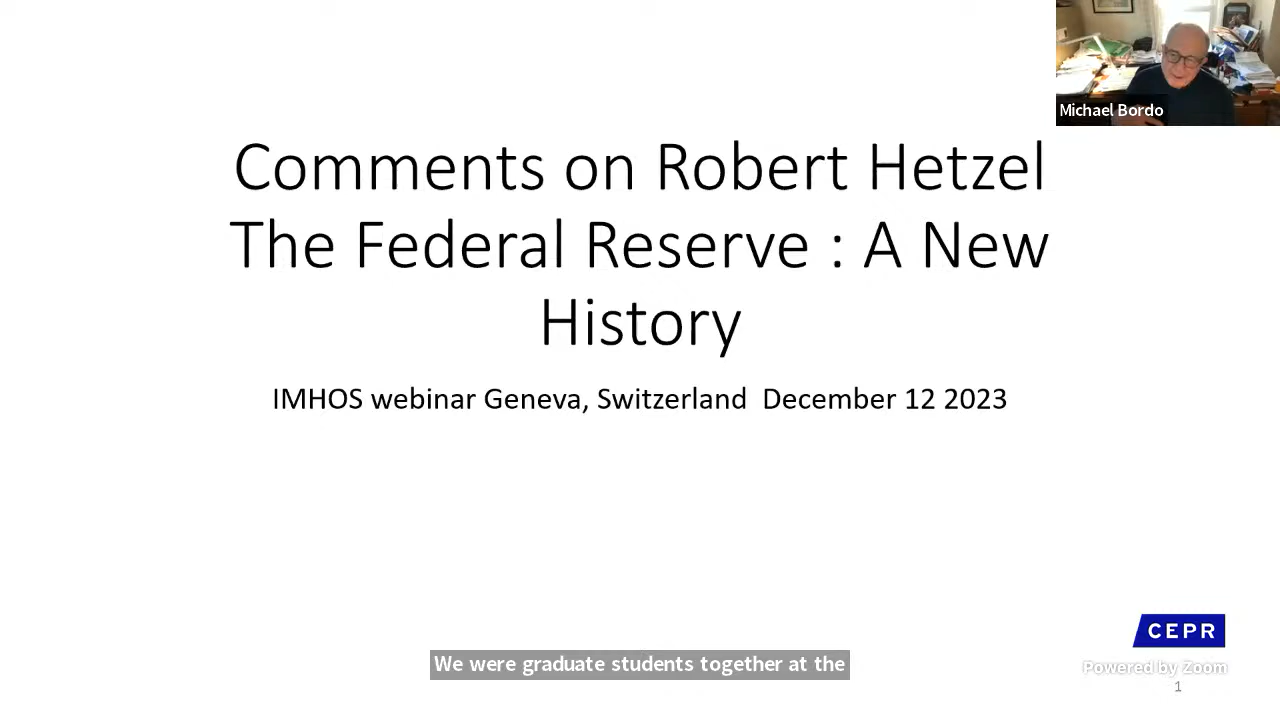 Michael Bordo
Comments on Robert Hetzel
The Federal Reserve : A New
History
IMHOS webinar Geneva, Switzerland December 12 2023
CEPR
We were graduate students together at the
Powered by Zoom
1